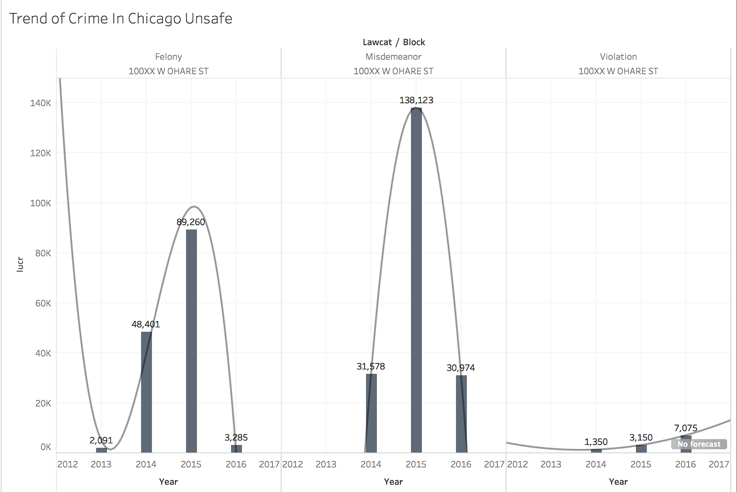 Trend of Crime In Chicago Unsafe
Lawcat / Block
Felony Misdemeanor Violation
100XX W OHARE ST 100XX W OHARE ST 100XX W OHARE ST
140K
138,123
120K
100K
89,260
80K
Iucr
60K
48,401
40K
31,578 30,974
20K
2,091 3,285 1,350 3,150 7,075
No forecast
0K
2012 2013 2014 2015 2016 2017 2012 2013 2014 2015 2016 2017 2012 2013 2014 2015 2016 2017
Year Year Year